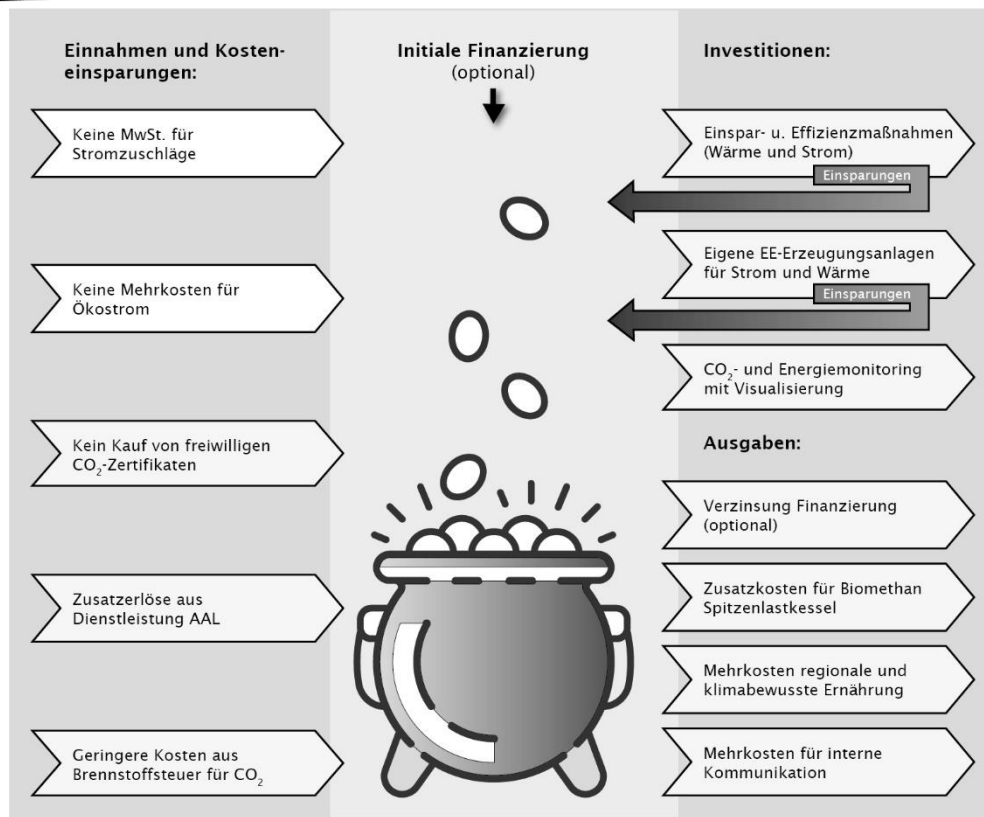 Einnahmen und Kosten-
einsparungen:
Keine MwSt. für
Stromzuschläge
Keine Mehrkosten für
Ökostrom
Kein Kauf von freiwilligen
CO₂-Zertifikaten
Zusatzerlöse aus
Dienstleistung AAL
Geringere Kosten aus
Brennstoffsteuer für CO₂
Initiale Finanzierung
(optional)
Investitionen:
Einspar- u. Effizienzmaßnahmen
(Wärme und Strom)
Einsparungen
Eigene EE-Erzeugungsanlagen
für Strom und Wärme
Einsparungen
CO₂- und Energiemonitoring
mit Visualisierung
Ausgaben:
Verzinsung Finanzierung
(optional)
Zusatzkosten für Biomethan
Spitzenlastkessel
Mehrkosten regionale und
klimabewusste Ernährung
Mehrkosten für interne
Kommunikation